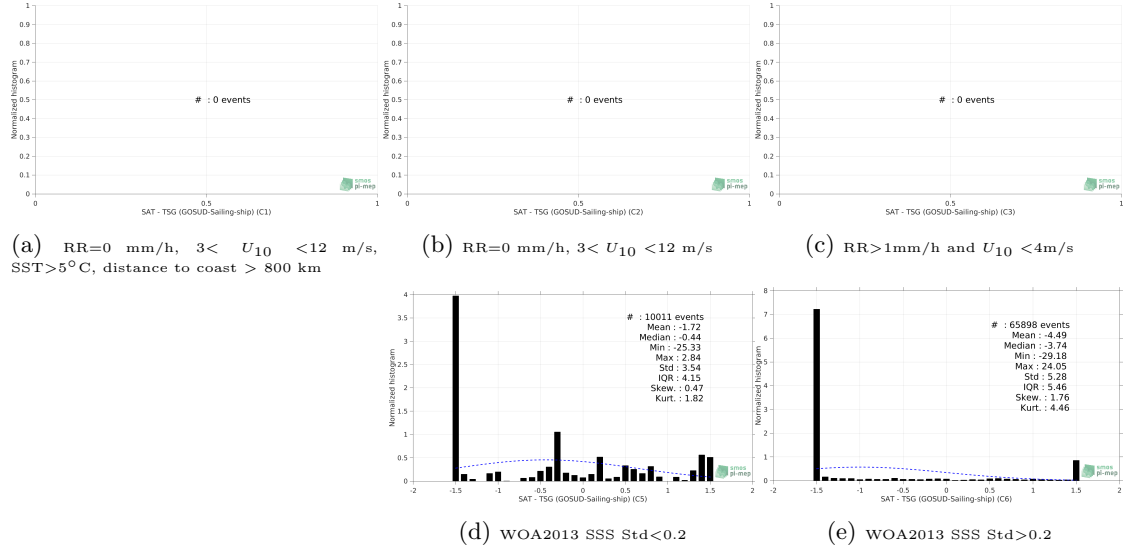 1
0.9
0.8
0.7
0.6
0.5
0.4
0.3
0.2
0.1
0
Normalized histogram
# : 0 events
smos
pi-mep
0 0.5 1
SAT - TSG (GOSUD-Sailing-ship) (C1)
(a) RR=0 mm/h, 3< U10 <12 m/s,
SST>5°C, distance to coast > 800 km
1
0.9
0.8
0.7
0.6
0.5
0.4
0.3
0.2
0.1
0
Normalized histogram
# : 0 events
smos
pi-mep
0 0.5 1
SAT - TSG (GOSUD-Sailing-ship) (C2)
(b) RR=0 mm/h, 3< U10 <12 m/s
1
0.9
0.8
0.7
0.6
0.5
0.4
0.3
0.2
0.1
0
Normalized histogram
# : 0 events
smos
pi-mep
0 0.5 1
SAT - TSG (GOSUD-Sailing-ship) (C3)
(c) RR>1mm/h and U10 <4m/s
4
3.5
3
2.5
2
1.5
1
0.5
0
Normalized histogram
# : 10011 events
Mean : -1.72
Median : -0.44
Min : -25.33
Max : 2.84
Std : 3.54
IQR : 4.15
Skew. : 0.47
Kurt. : 1.82
smos
pi-mep
-2 -1.5 -1 -0.5 0 0.5 1 1.5 2
SAT - TSG (GOSUD-Sailing-ship) (C5)
(d) WOA2013 SSS Std<0.2
8
7
6
5
4
3
2
1
0
Normalized histogram
# : 65898 events
Mean : -4.49
Median : -3.74
Min : -29.18
Max : 24.05
Std : 5.28
IQR : 5.46
Skew. : 1.76
Kurt. : 4.46
smos
pi-mep
-2 -1.5 -1 -0.5 0 0.5 1 1.5 2
SAT - TSG (GOSUD-Sailing-ship) (C6)
(e) WOA2013 SSS Std>0.2